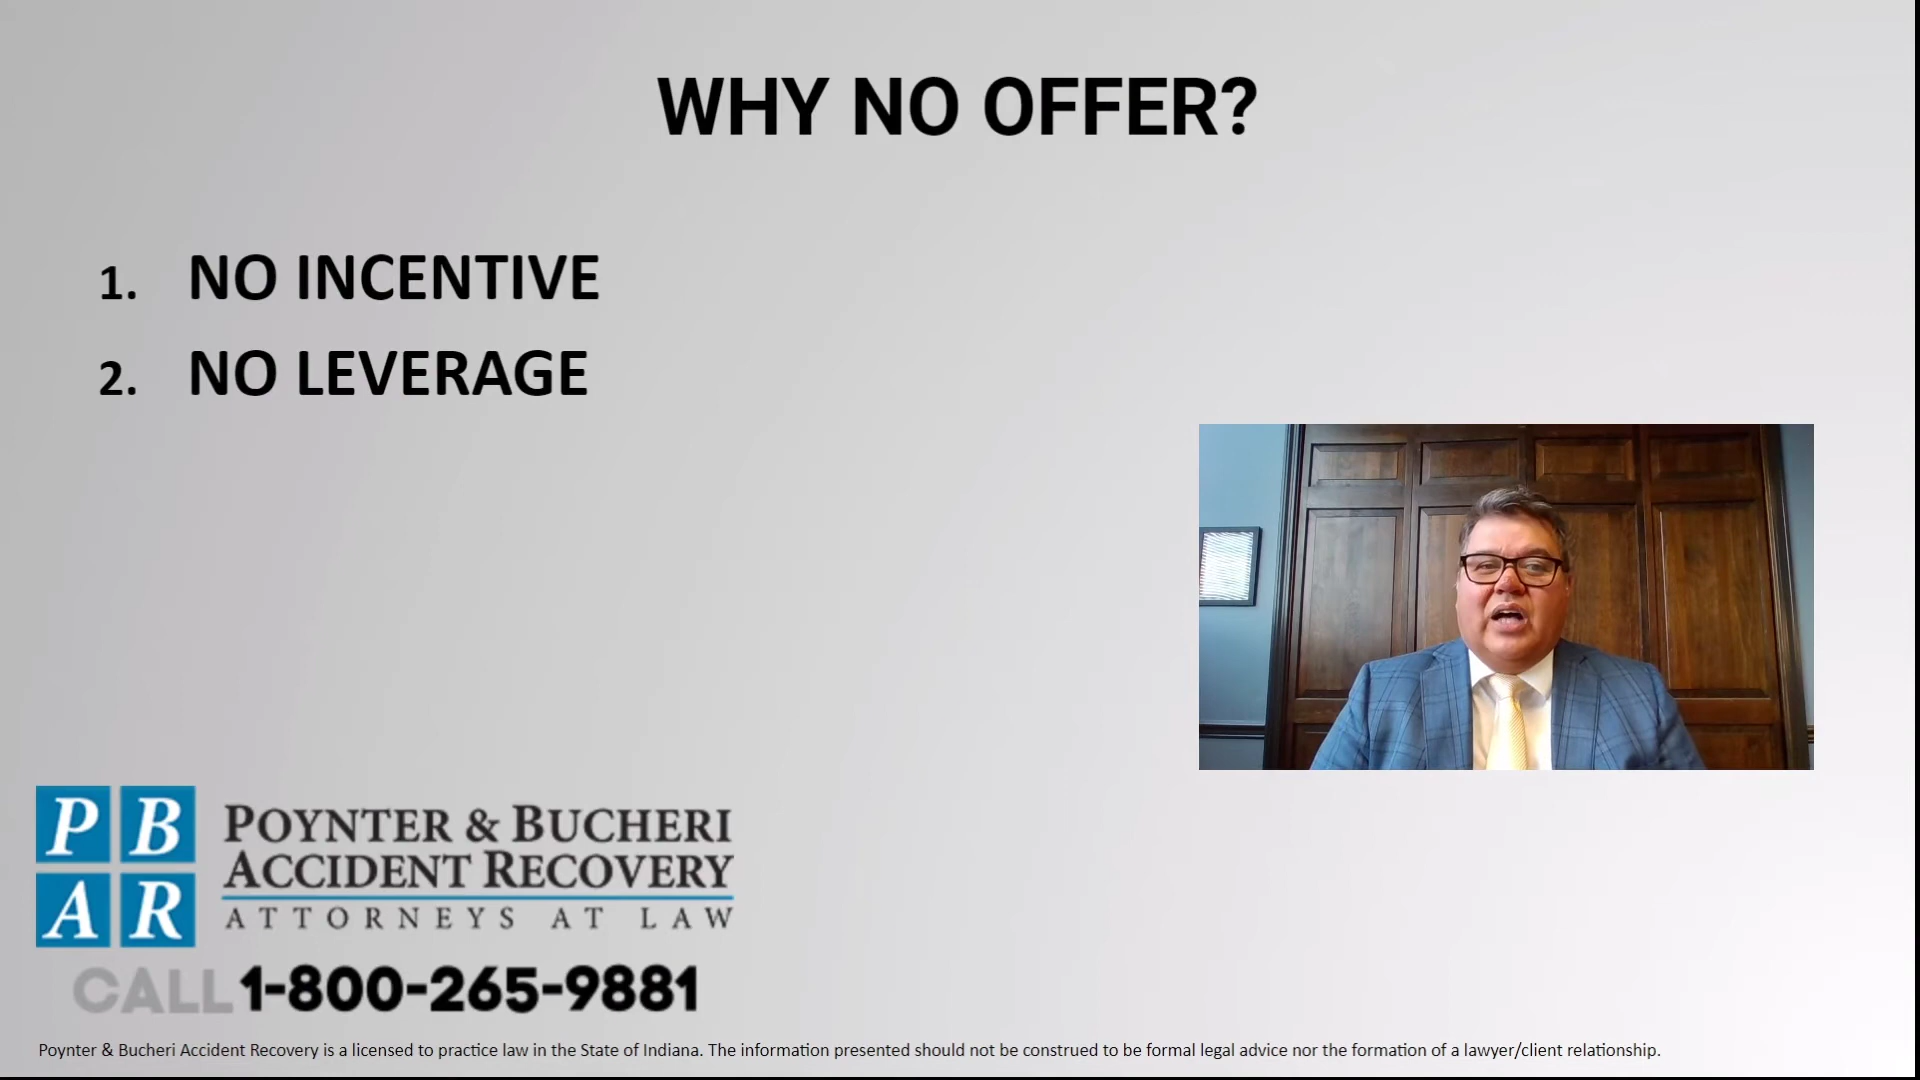 WHY NO OFFER?
1. NO INCENTIVE
2. NO LEVERAGE
P B
A R
POYNTER & BUCHERI
ACCIDENT RECOVERY
ATTORNEYS AT LAW
CALL 1-800-265-9881
Poynter & Bucheri Accident Recovery is a licensed to practice law in the State of Indiana. The information presented should not be construed to be formal legal advice nor the formation of a lawyer/client relationship.